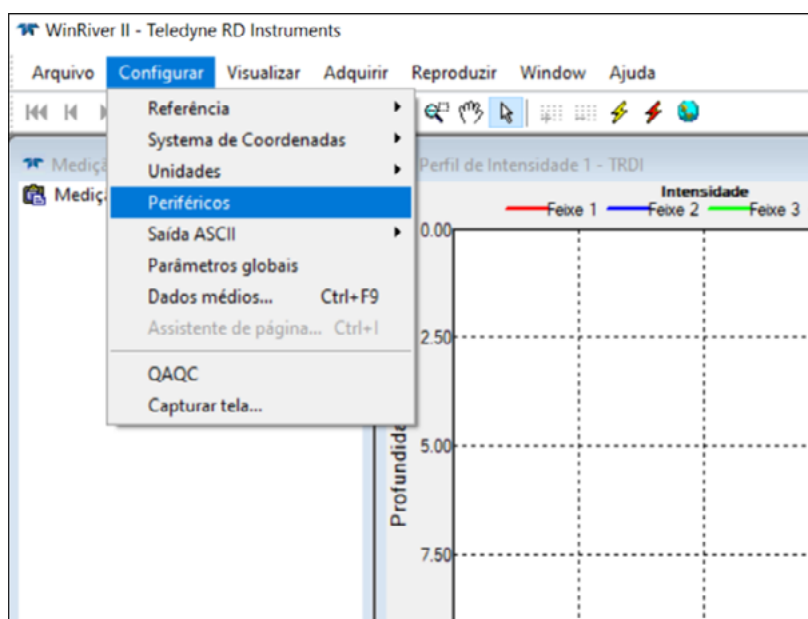 WinRiver II - Teledyne RD Instruments
Arquivo Configurar Visualizar Adquirir Reproduzir Window Ajuda
Referência
Systema de Coordenadas
Unidades
Periféricos
Saída ASCII
Parâmetros globais
Dados médios... Ctrl+F9
Assistente de página... Ctrl+I
QAQC
Capturar tela...
Perfil de Intensidade 1 - TRDI
Intensidade
Feixe 1 Feixe 2 Feixe 3
0.00
2.50
5.00
7.50